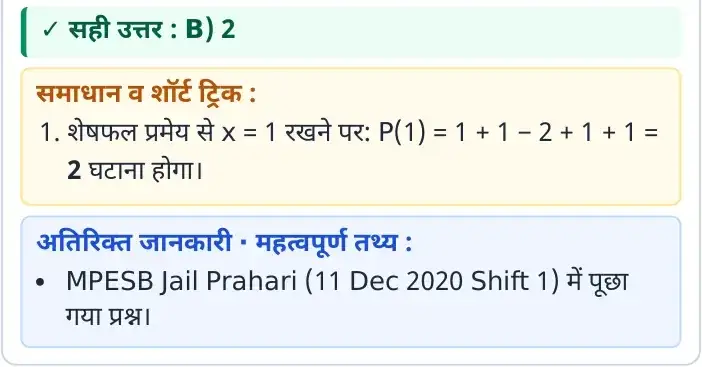 ✓ सही उत्तर : B) 2
समाधान व शॉर्ट ट्रिक :
1. शेषफल प्रमेय से x = 1 रखने पर: P(1) = 1 + 1 − 2 + 1 + 1 =
2 घटाना होगा।
अतिरिक्त जानकारी · महत्वपूर्ण तथ्य :
• MPESB Jail Prahari (11 Dec 2020 Shift 1) में पूछा
गया प्रश्न।